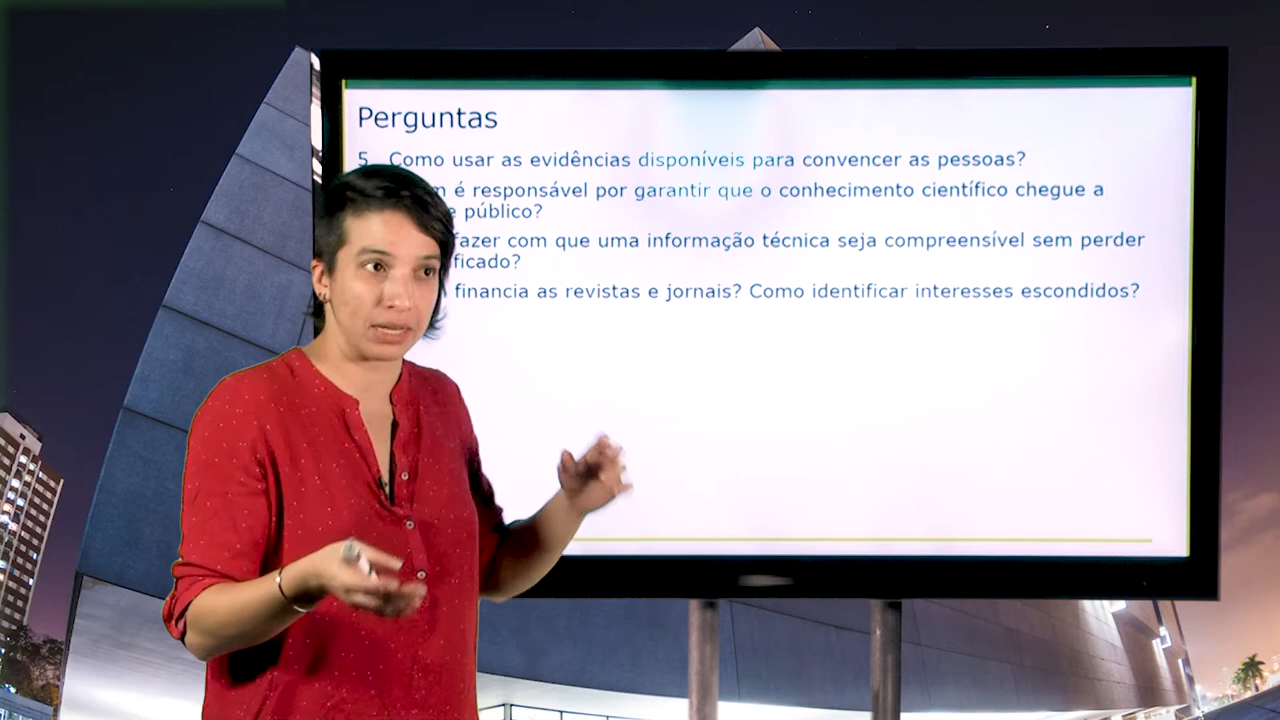 Perguntas
5. Como usar as evidências disponíveis para convencer as pessoas?
é responsável por garantir que o conhecimento científico chegue a
público?
fazer com que uma informação técnica seja compreensível sem perder
financia as revistas e jornais? Como identificar interesses escondidos?